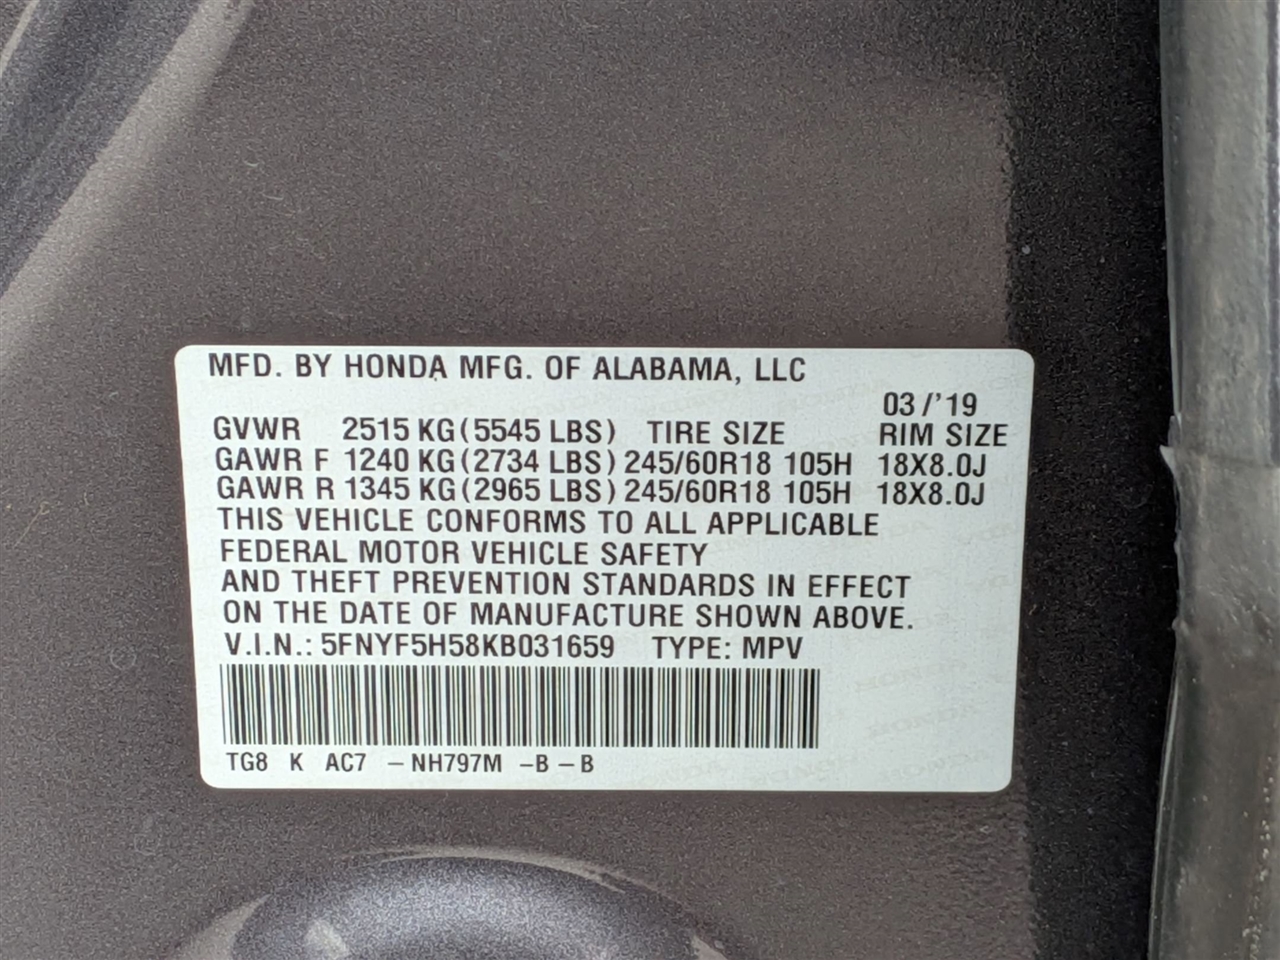 MFD. BY HONDA MFG. OF ALABAMA, LLC
03 /'19
GVWR 2515 KG (5545 LBS) TIRE SIZE RIM SIZE
GAWR F 1240 KG (2734 LBS) 245/60R18 105H 18X8.0J
GAWR R 1345 KG (2965 LBS) 245/60R18 105H 18X8.0J
THIS VEHICLE CONFORMS TO ALL APPLICABLE
FEDERAL MOTOR VEHICLE SAFETY
AND THEFT PREVENTION STANDARDS IN EFFECT
ON THE DATE OF MANUFACTURE SHOWN ABOVE.
V.I.N.: 5FNYF5H58KB031659 TYPE: MPV
TG8 K AC7 – NH797M –B – B